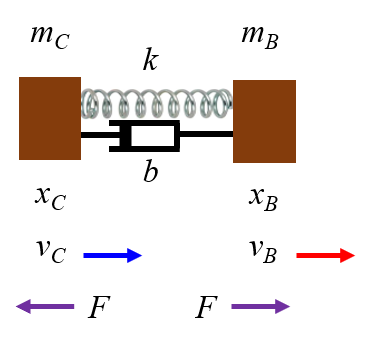 m_C m_B
k
b
x_C x_B
v_C v_B
F F